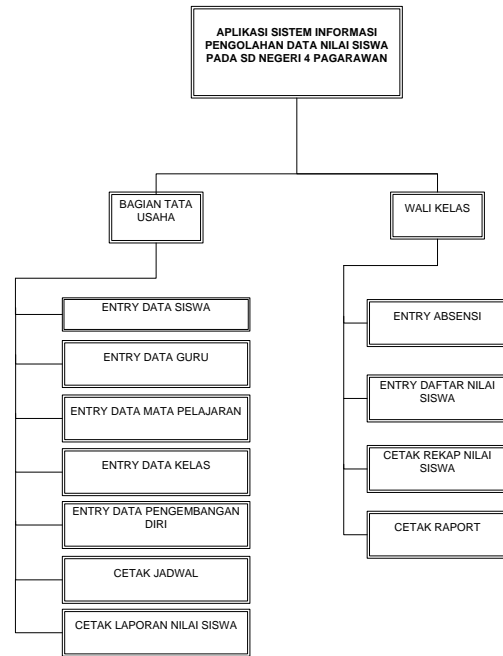 APLIKASI SISTEM INFORMASI
PENGOLAHAN DATA NILAI SISWA
PADA SD NEGERI 4 PAGARAWAN
BAGIAN TATA
USAHA
ENTRY DATA SISWA
ENTRY DATA GURU
ENTRY DATA MATA PELAJARAN
ENTRY DATA KELAS
ENTRY DATA PENGEMBANGAN
DIRI
CETAK JADWAL
CETAK LAPORAN NILAI SISWA
WALI KELAS
ENTRY ABSENSI
ENTRY DAFTAR NILAI
SISWA
CETAK REKAP NILAI
SISWA
CETAK RAPORT